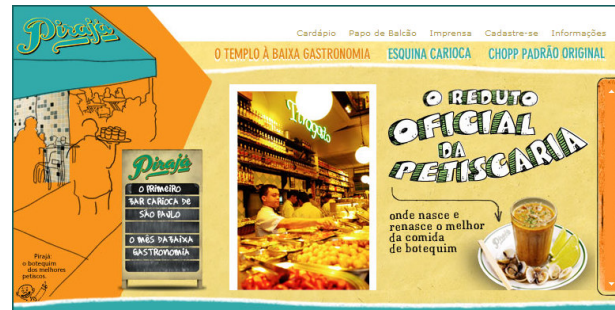 Pirajá
Cardápio Papo de Balcão Imprensa Cadastre-se Informações
O TEMPLO À BAIXA GASTRONOMIA ESQUINA CARIOCA CHOPP PADRÃO ORIGINAL
Pirajá
O PRIMEIRO
BAR CARIOCA DE
SÃO PAULO
O MÊS DA BAIXA
GASTRONOMIA
Pirajá:
o botequim
dos melhores
petiscos.
O REDUTO
OFICIAL
DA
PETISCARIA
onde nasce e
renasce o melhor
da comida
de botequim